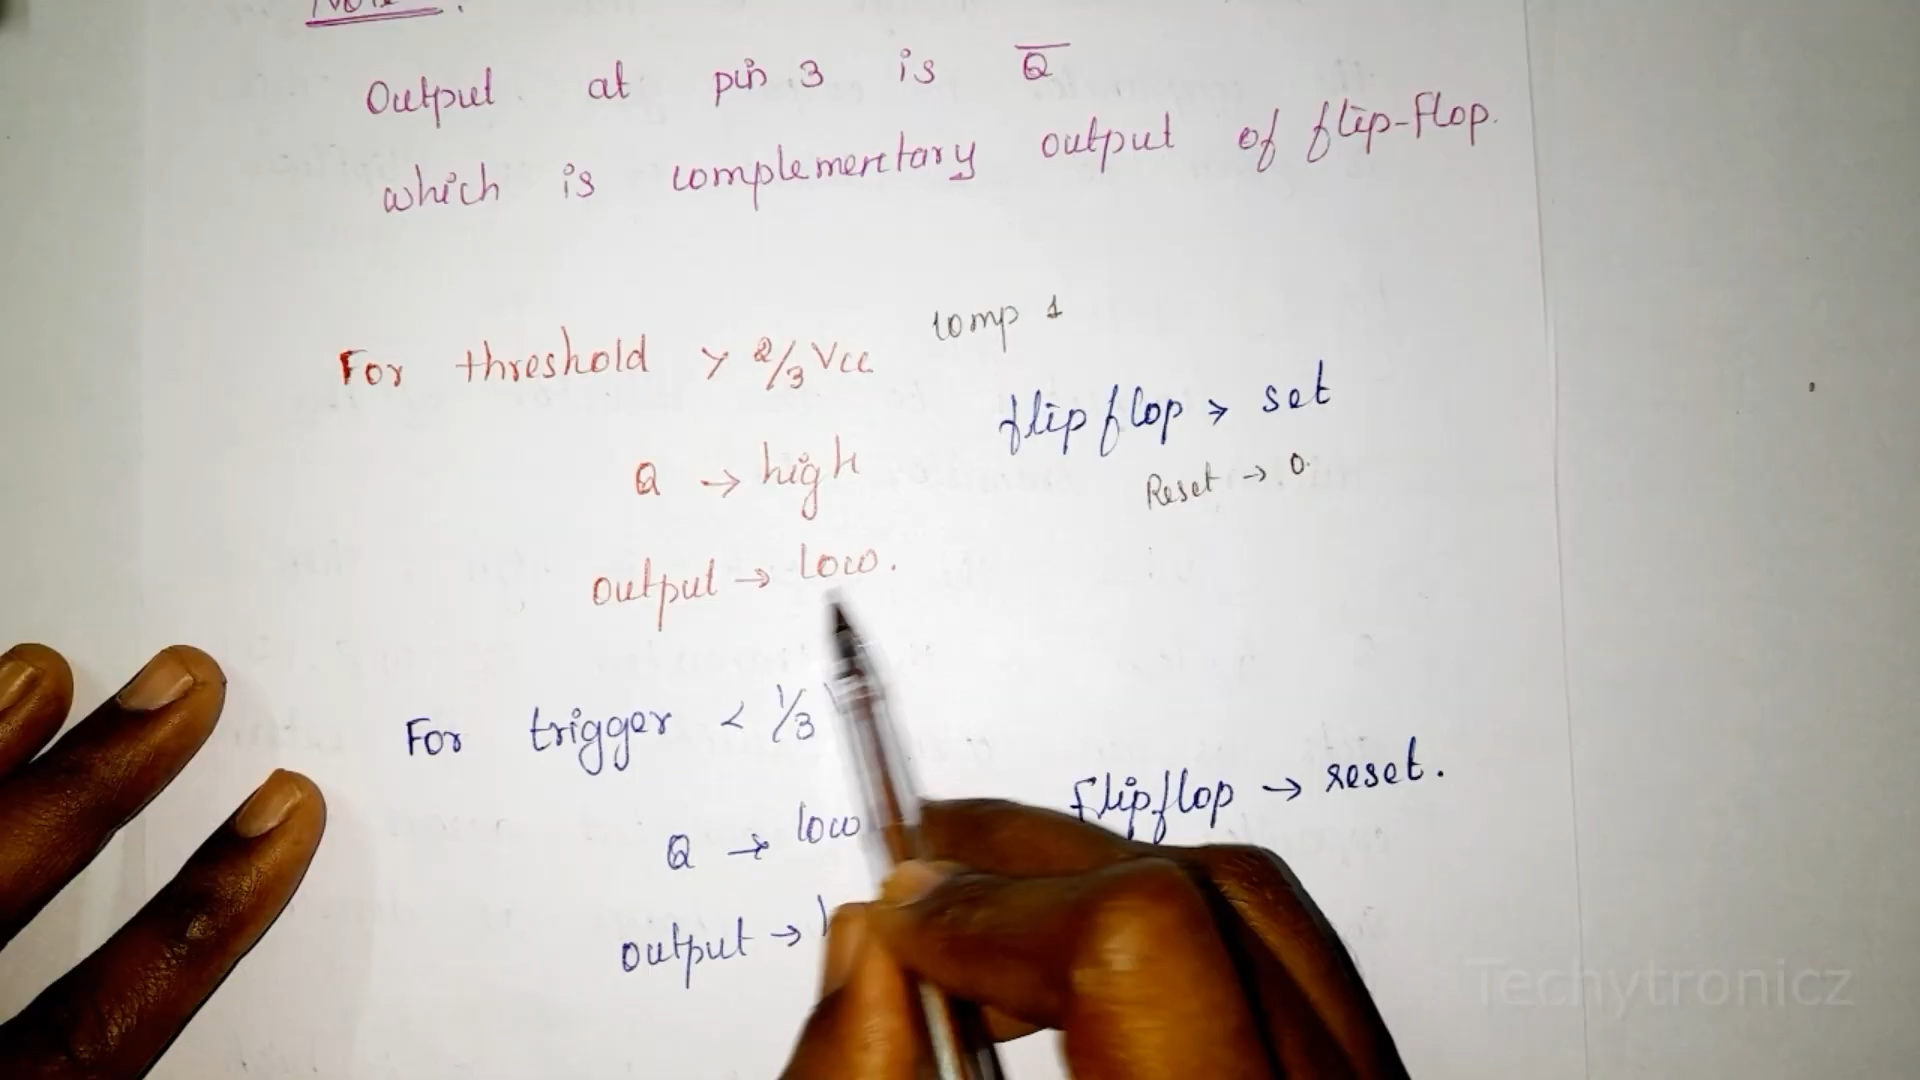 Note:
Output at pin 3 is Q̅
which is complementary output of flip-flop.
comp 1
For threshold > 2/3 Vcc
flip flop > set
Q → high
Reset → 0.
output → low.
For trigger < 1/3
flipflop → reset.
Q → low
output →
Techytronicz